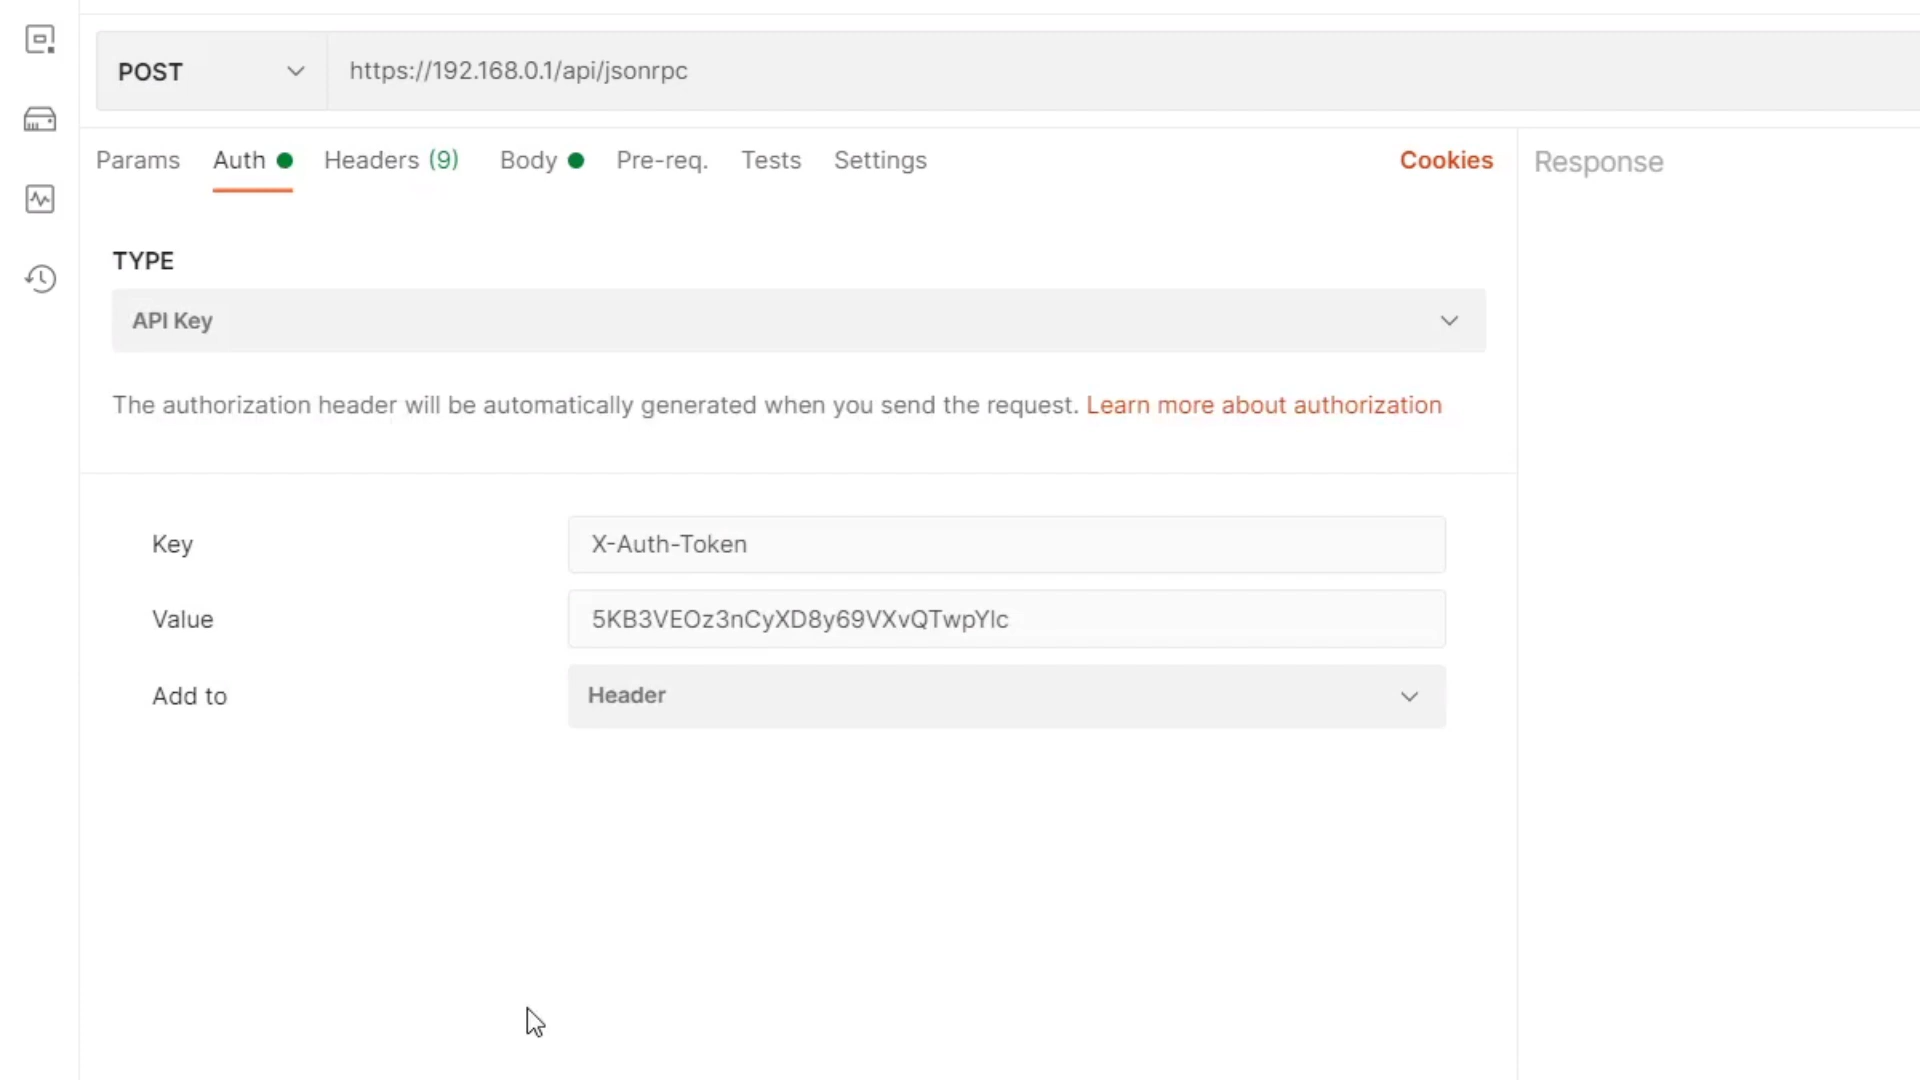 POST https://192.168.0.1/api/jsonrpc
Params Auth Headers (9) Body Pre-req. Tests Settings Cookies Response
TYPE
API Key
The authorization header will be automatically generated when you send the request. Learn more about authorization
Key X-Auth-Token
Value 5KB3VEOz3nCyXD8y69VXvQTwpYlc
Add to Header